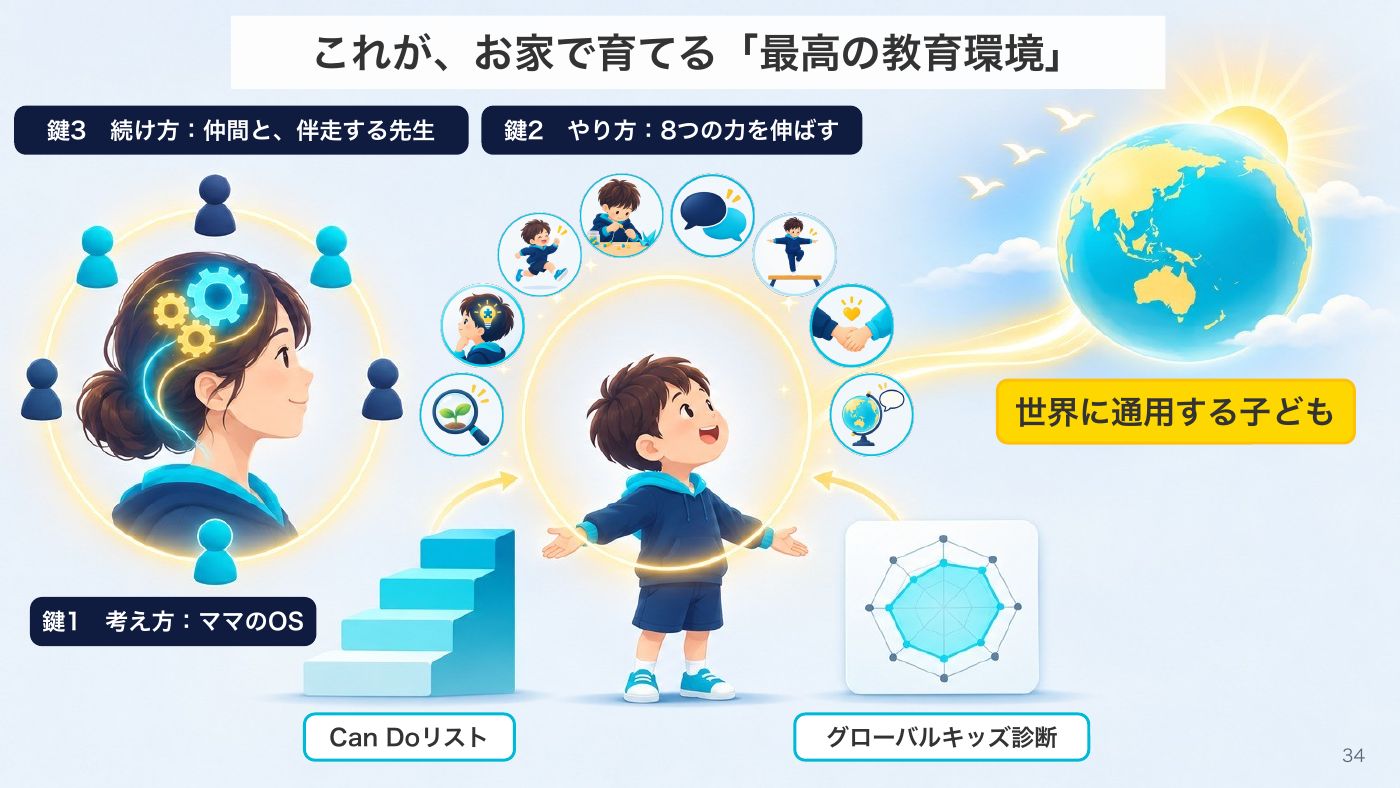 これが、お家で育てる「最高の教育環境」
鍵3　続け方：仲間と、伴走する先生
鍵2　やり方：8つの力を伸ばす
世界に通用する子ども
鍵1　考え方：ママのOS
Can Doリスト
グローバルキッズ診断
34